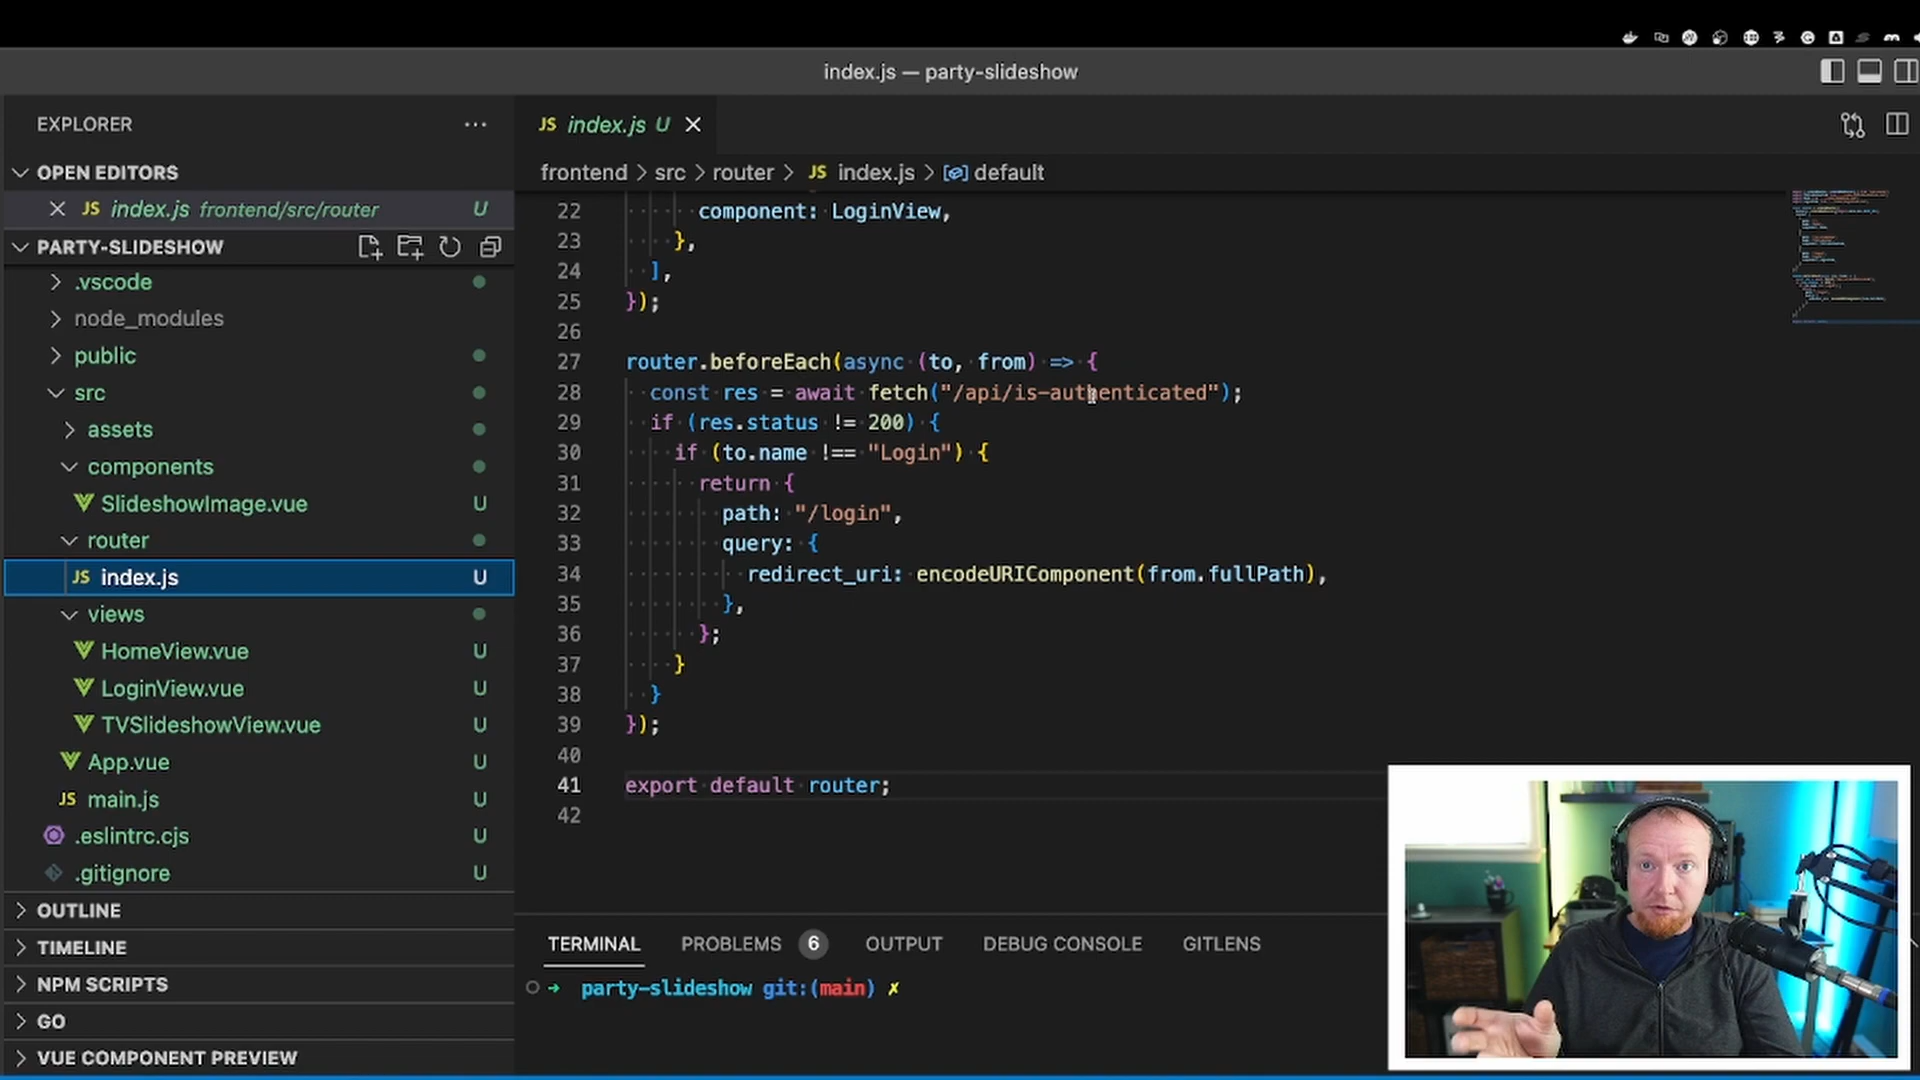 index.js — party-slideshow
EXPLORER
OPEN EDITORS
JS index.js frontend/src/router U
PARTY-SLIDESHOW
.vscode
node_modules
public
src
assets
components
SlideshowImage.vue U
router
JS index.js U
views
HomeView.vue U
LoginView.vue U
TVSlideshowView.vue U
App.vue U
JS main.js U
.eslintrc.cjs U
.gitignore U
OUTLINE
TIMELINE
NPM SCRIPTS
GO
VUE COMPONENT PREVIEW
JS index.js U
frontend > src > router > JS index.js > default
22 component: LoginView,
23 },
24 ],
25 });
26
27 router.beforeEach(async (to, from) => {
28 const res = await fetch("/api/is-authenticated");
29 if (res.status != 200) {
30 if (to.name !== "Login") {
31 return {
32 path: "/login",
33 query: {
34 redirect_uri: encodeURIComponent(from.fullPath),
35 },
36 };
37 }
38 }
39 });
40
41 export default router;
42
TERMINAL PROBLEMS 6 OUTPUT DEBUG CONSOLE GITLENS
party-slideshow git:(main) ✗